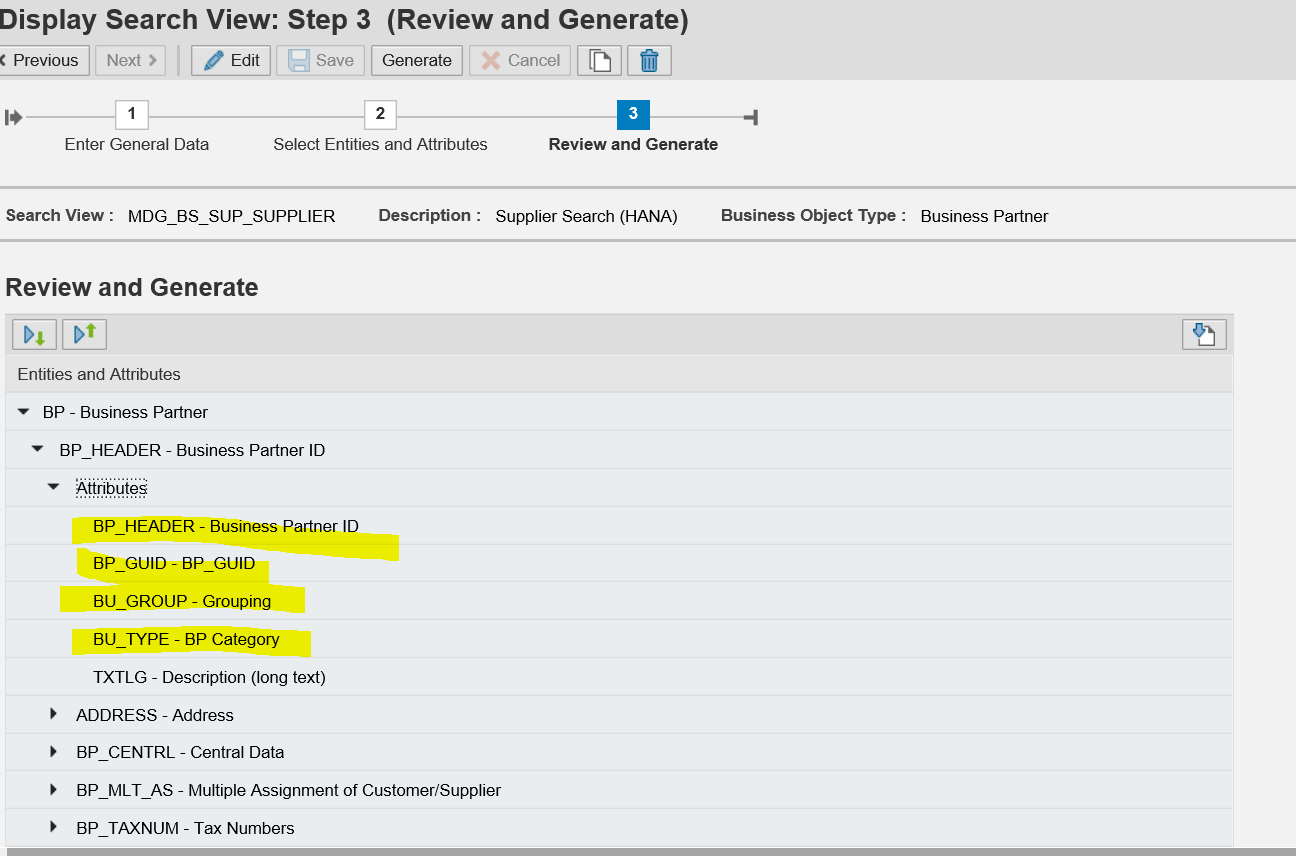 Display Search View: Step 3 (Review and Generate)
Previous Next Edit Save Generate Cancel
1 2 3
Enter General Data Select Entities and Attributes Review and Generate
Search View : MDG_BS_SUP_SUPPLIER Description : Supplier Search (HANA) Business Object Type : Business Partner
Review and Generate
Entities and Attributes
BP - Business Partner
BP_HEADER - Business Partner ID
Attributes
BP_HEADER - Business Partner ID
BP_GUID - BP_GUID
BU_GROUP - Grouping
BU_TYPE - BP Category
TXTLG - Description (long text)
ADDRESS - Address
BP_CENTRL - Central Data
BP_MLT_AS - Multiple Assignment of Customer/Supplier
BP_TAXNUM - Tax Numbers